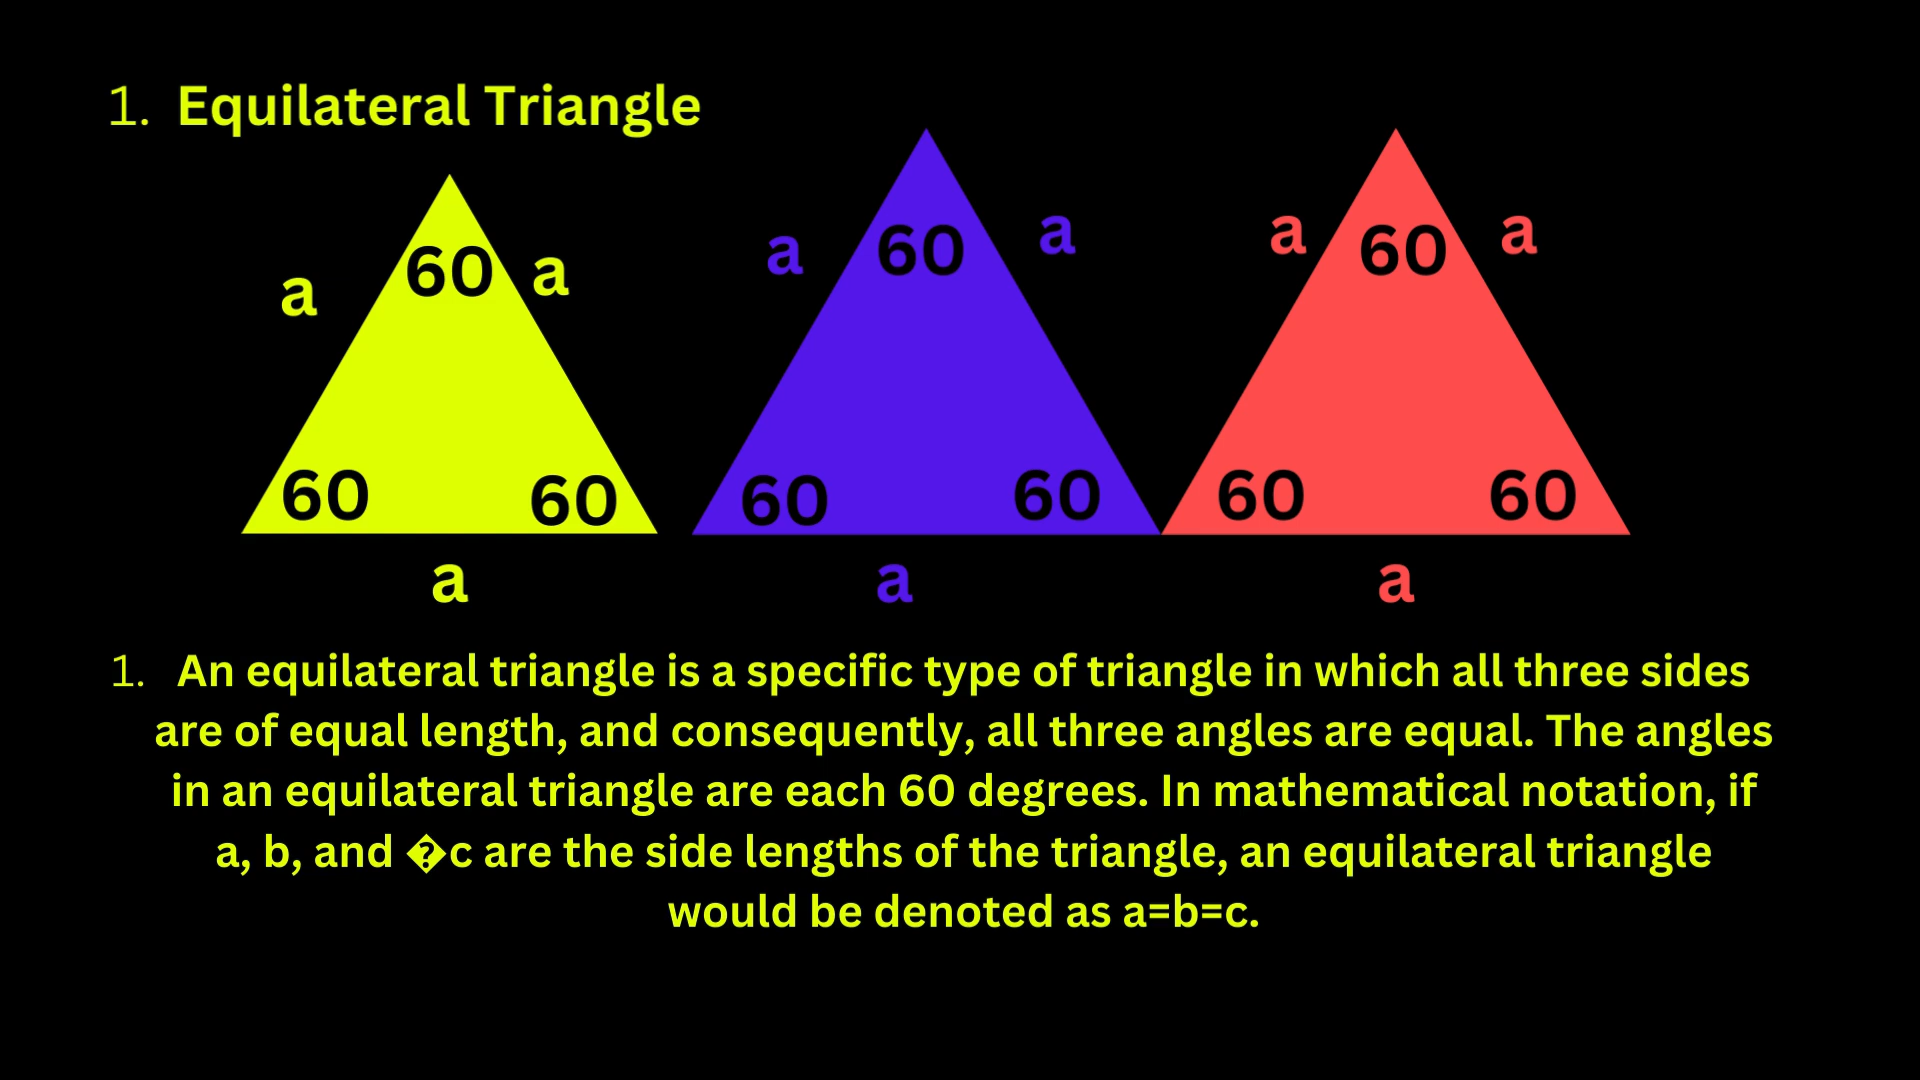 1. Equilateral Triangle
a 60 a
60 60
a
a 60 a
60 60
a
a 60 a
60 60
a
1. An equilateral triangle is a specific type of triangle in which all three sides
are of equal length, and consequently, all three angles are equal. The angles
in an equilateral triangle are each 60 degrees. In mathematical notation, if
a, b, and �c are the side lengths of the triangle, an equilateral triangle
would be denoted as a=b=c.